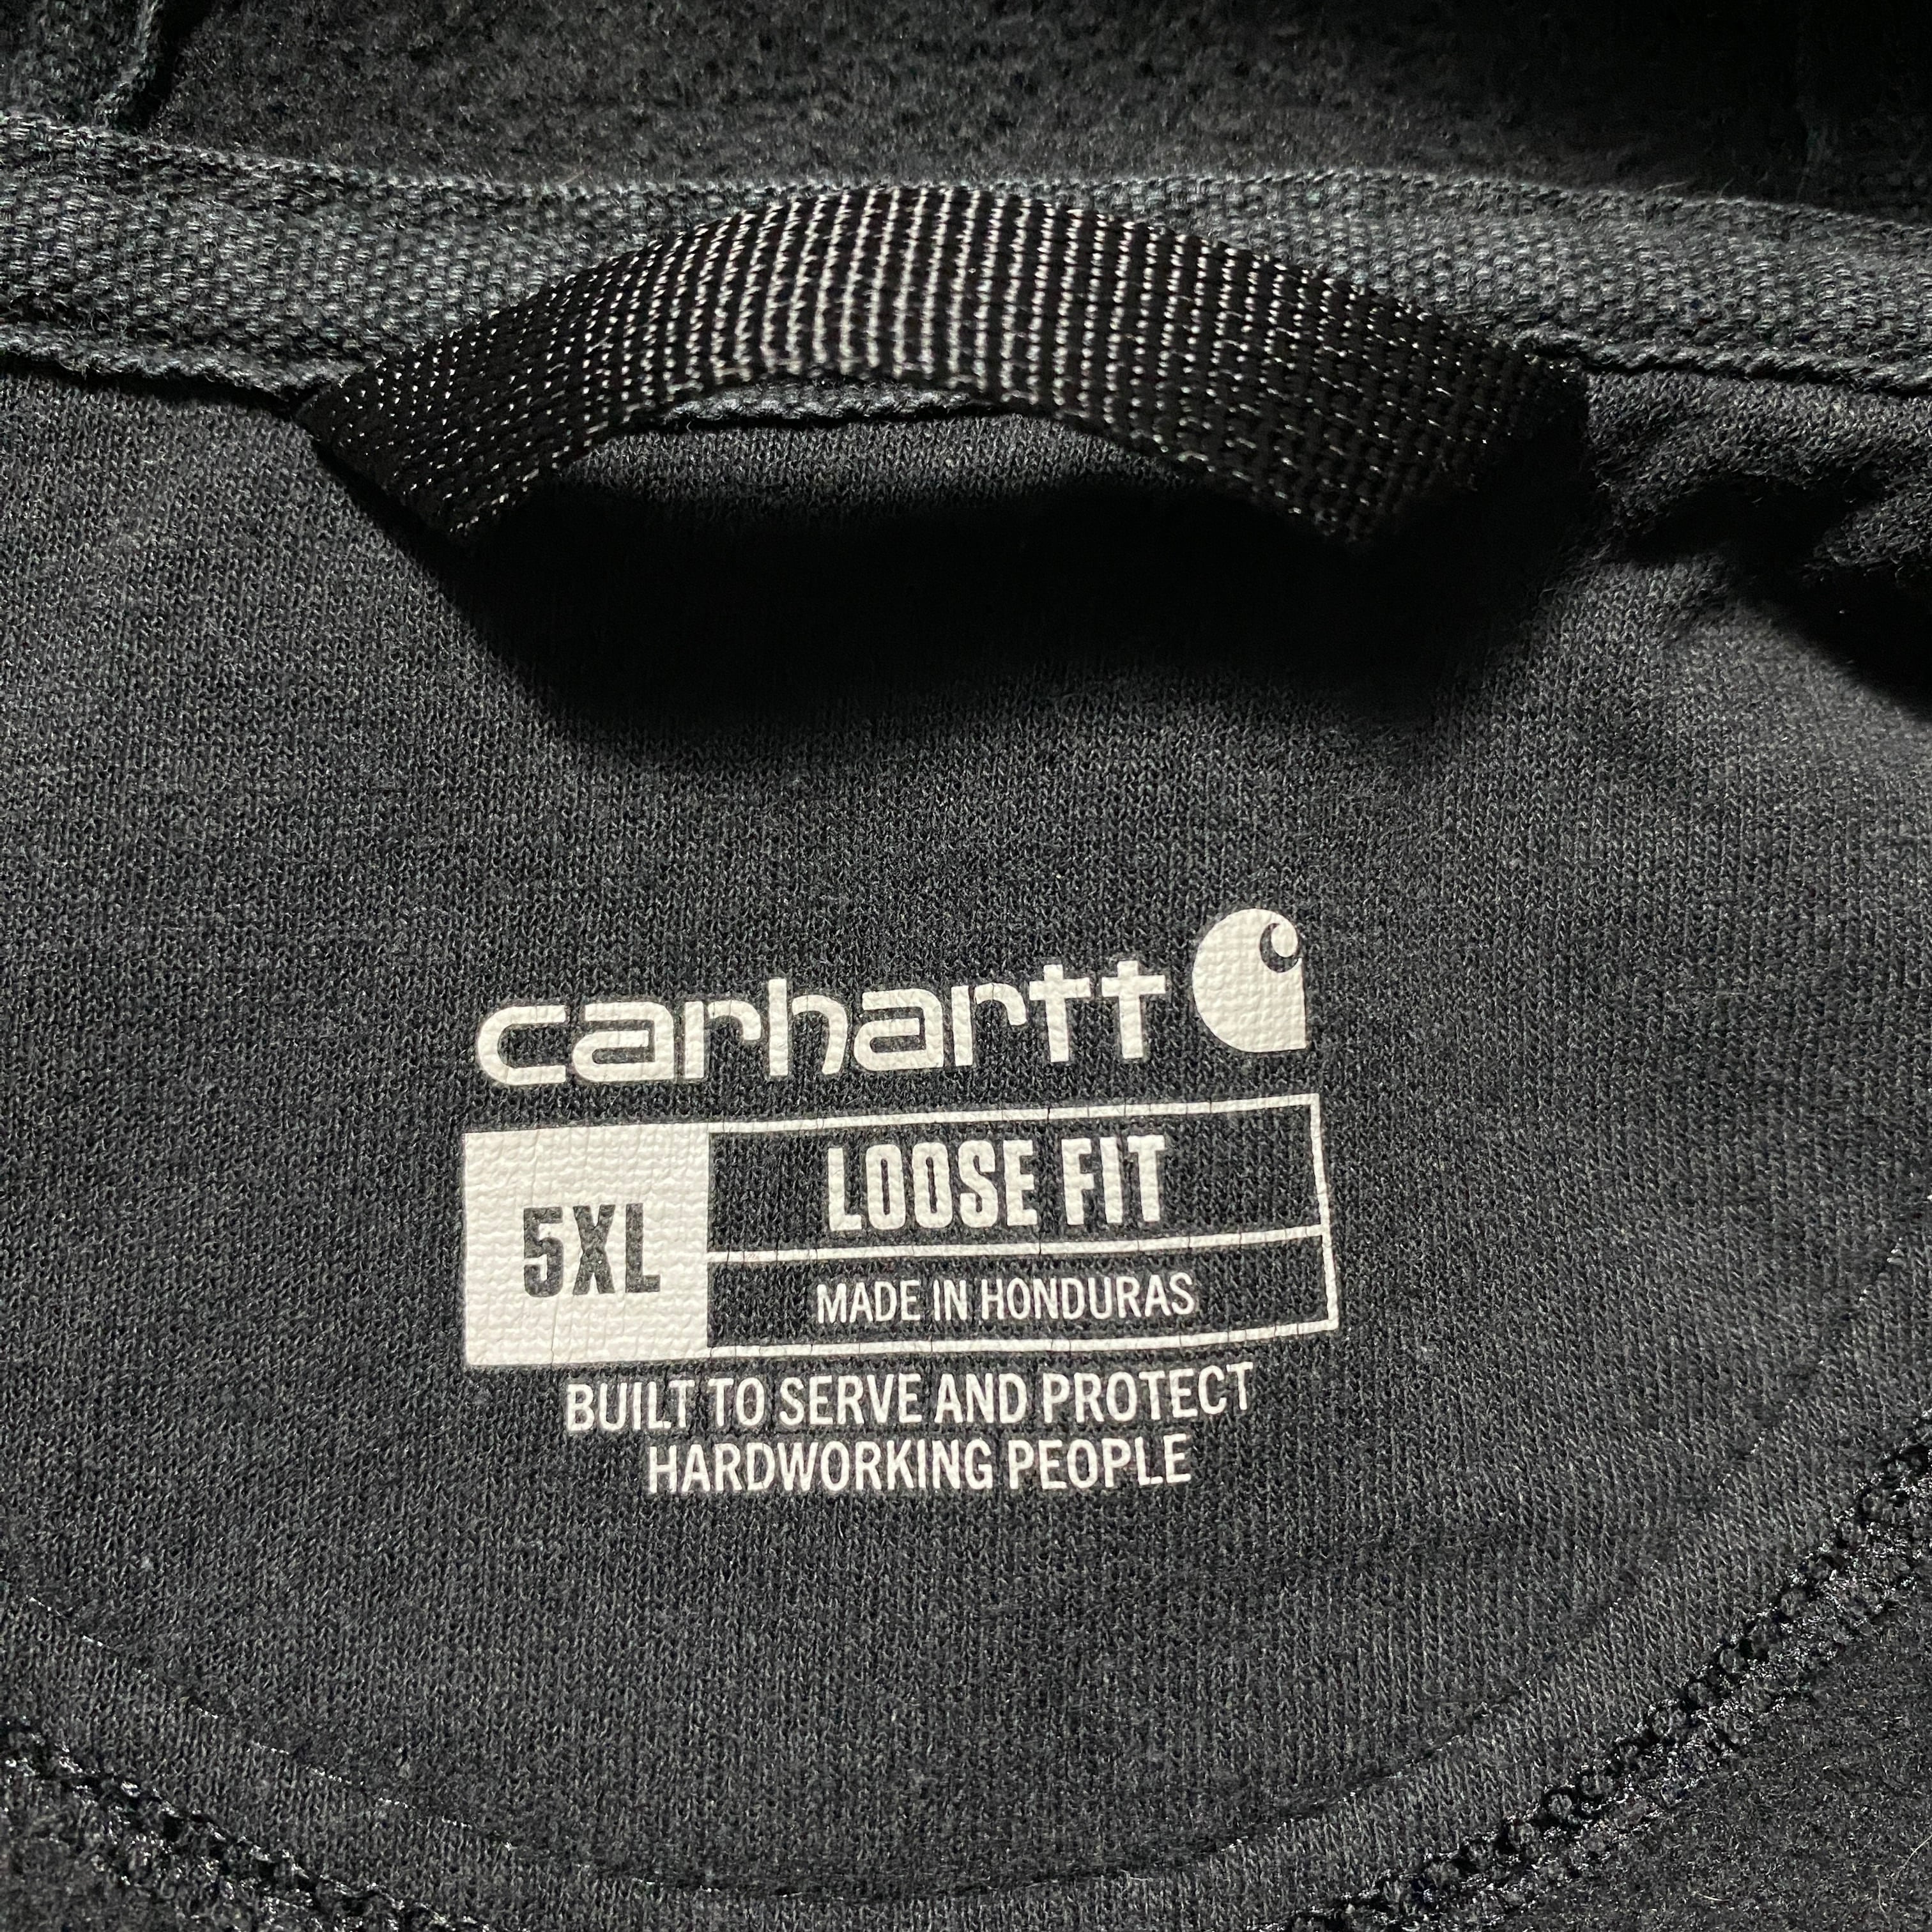 carhartt
5XL
LOOSE FIT
MADE IN HONDURAS
BUILT TO SERVE AND PROTECT
HARDWORKING PEOPLE